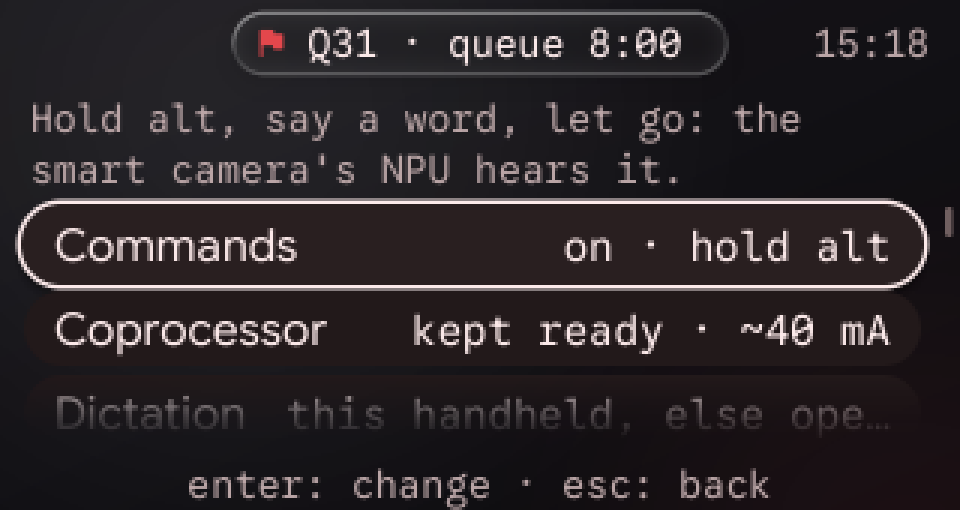 Q31 · queue 8:00
15:18
Hold alt, say a word, let go: the
smart camera's NPU hears it.
Commands on · hold alt
Coprocessor kept ready · ~40 mA
Dictation this handheld, else ope…
enter: change · esc: back